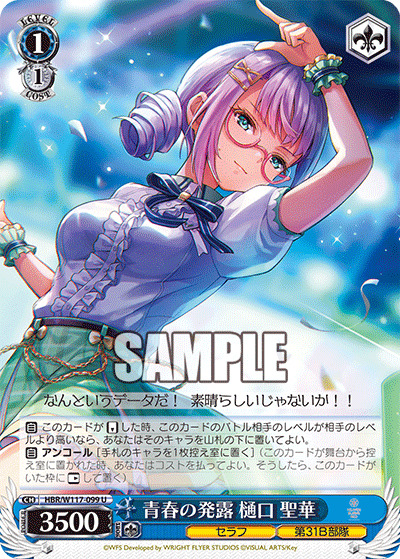 LEVEL
1
1
COST
SAMPLE
なんというデータだ! 素晴らしいじゃないか!!
自 このカードが した時、このカードのバトル相手のレベルが相手のレベルより高いなら、あなたはそのキャラを山札の下に置いてよい。
自 アンコール [手札のキャラを1枚控え室に置く] (このカードが舞台から控え室に置かれた時、あなたはコストを払ってよい。そうしたら、このカードがいた枠に として置く)
CH HBR/W117-099 U
3500
青春の発露 樋口 聖華
セラフ
第31B部隊
©WFS Developed by WRIGHT FLYER STUDIOS ©VISUAL ARTS/Key